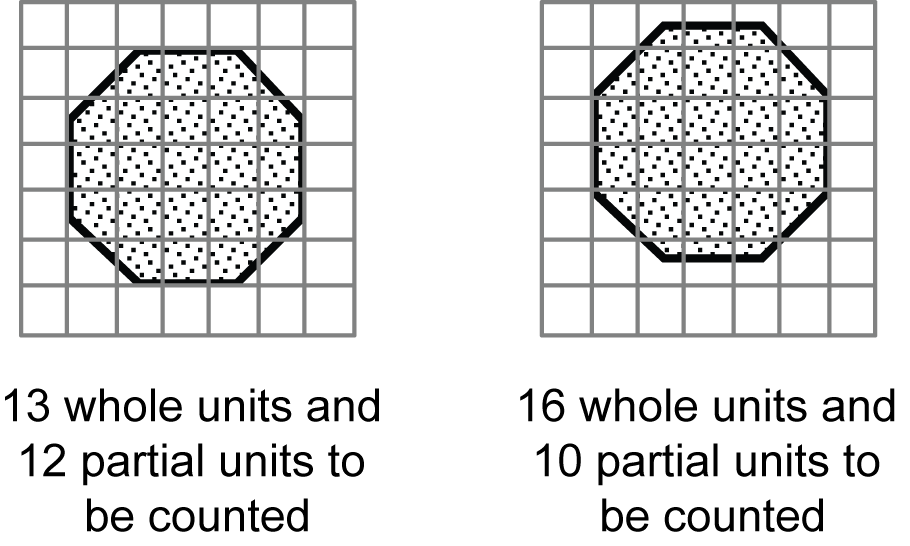 13 whole units and
12 partial units to
be counted
16 whole units and
10 partial units to
be counted